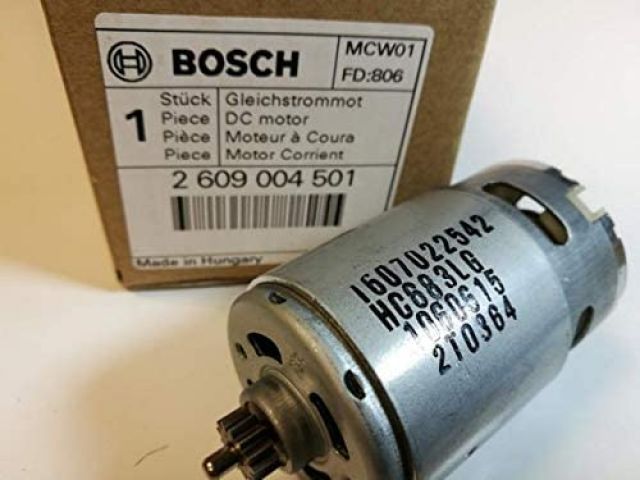 BOSCH
MCW01
FD:806
1
Stück Gleichstrommot
Piece DC motor
Pièce Moteur à Coura
Piece Motor Corrient
2 609 004 501
Made in Hungary
1607022542
HC683LG
1060615
2T0364